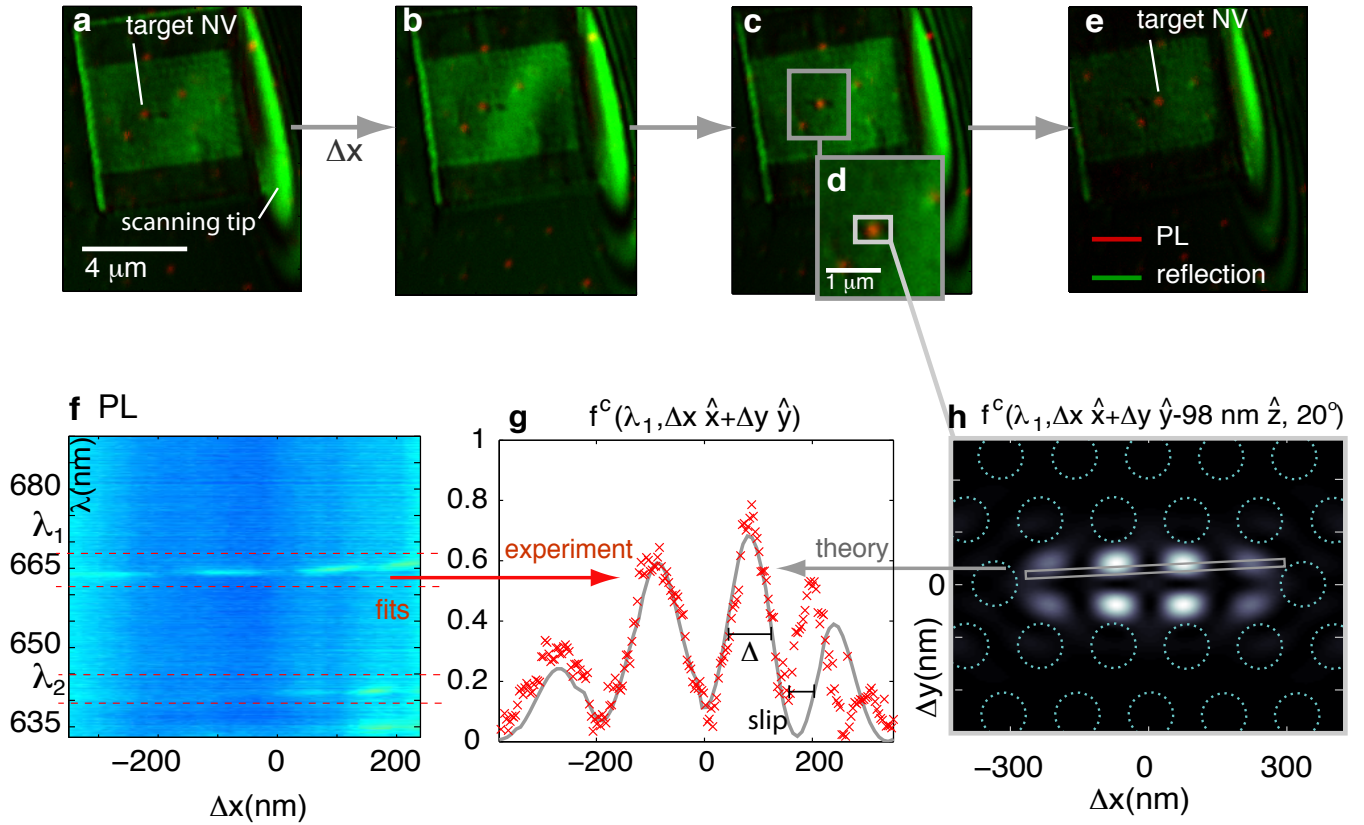 a
target NV
scanning tip
4 μm
Δx
b
c
d
1 μm
e
target NV
PL
reflection
f PL
λ(nm)
680
λ₁
665
650
λ₂
635
−200
0
200
Δx(nm)
fits
experiment
g
fᶜ(λ₁,Δx x̂+Δy ŷ)
1
0.8
0.6
0.4
0.2
0
−200
0
200
Δ
slip
theory
h fᶜ(λ₁,Δx x̂+Δy ŷ-98 nm ẑ, 20°)
0
Δy(nm)
−300
0
300
Δx(nm)